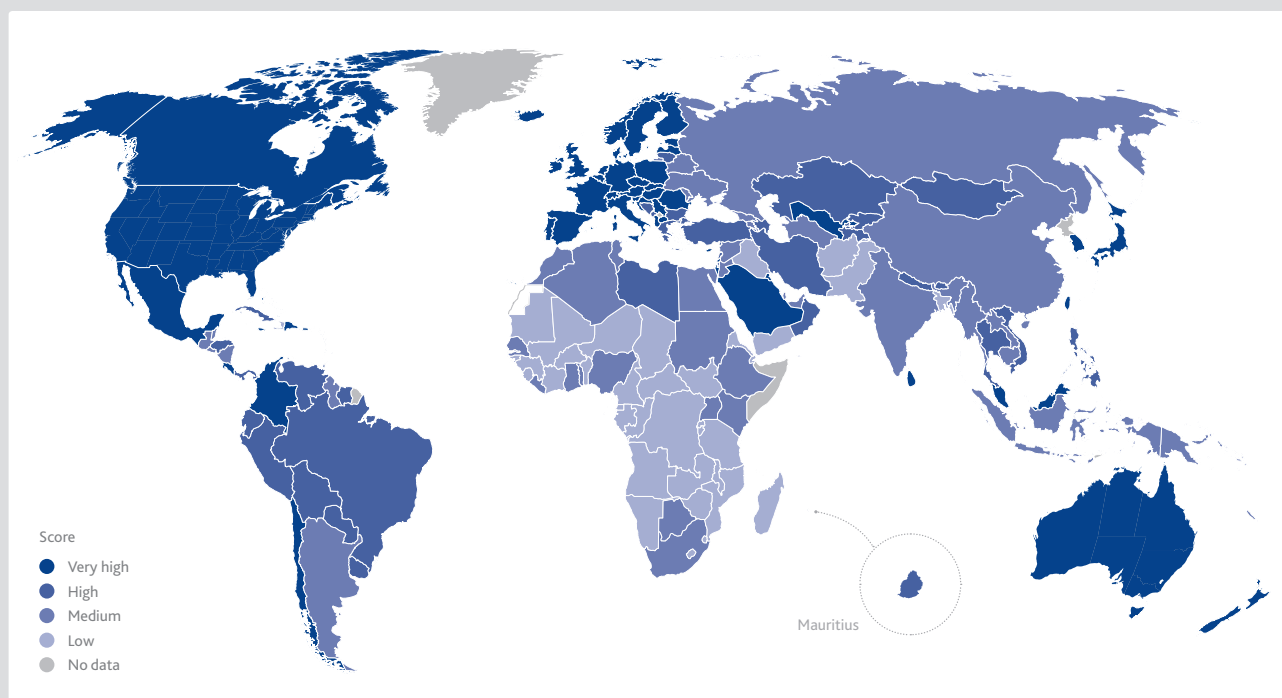 Score
Very high
High
Medium
Low
No data
Mauritius